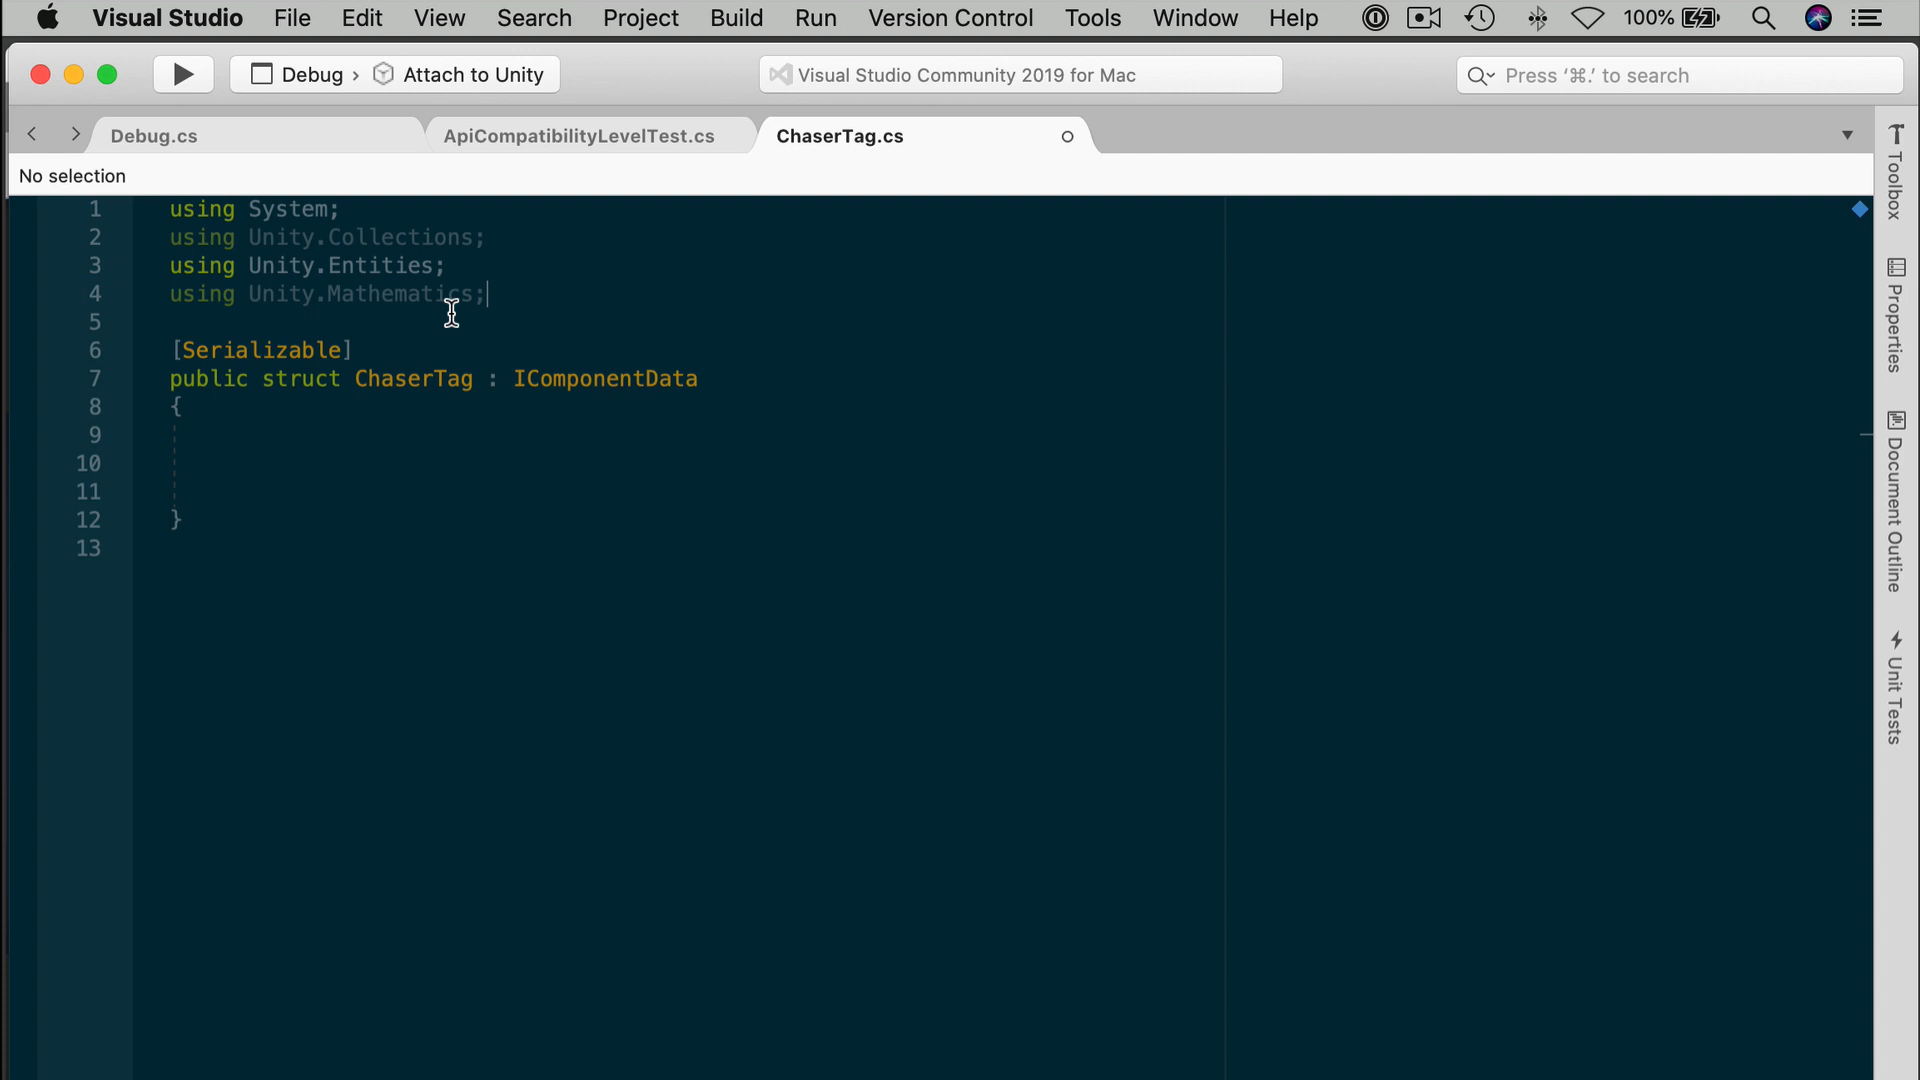 Visual Studio File Edit View Search Project Build Run Version Control Tools Window Help 100%
Debug › Attach to Unity Visual Studio Community 2019 for Mac Press ‘⌘.’ to search
Debug.cs ApiCompatibilityLevelTest.cs ChaserTag.cs
No selection
1 using System;
2 using Unity.Collections;
3 using Unity.Entities;
4 using Unity.Mathematics;
5
6 [Serializable]
7 public struct ChaserTag : IComponentData
8 {
9
10
11
12 }
13
Toolbox
Properties
Document Outline
Unit Tests